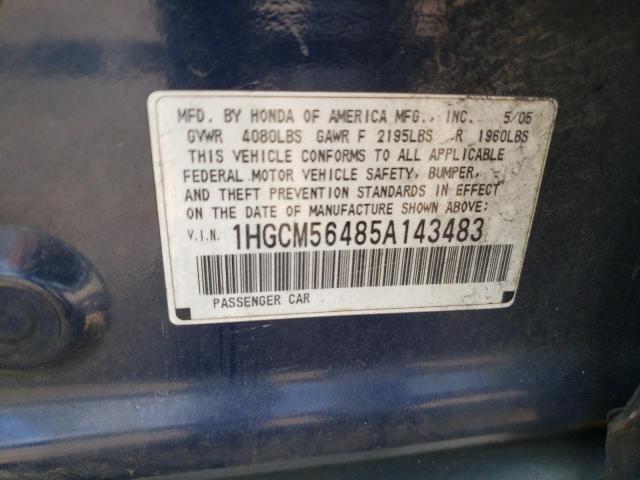 MFD. BY HONDA OF AMERICA MFG., INC. 5/05
GVWR 4080LBS GAWR F 2195LBS R 1960LBS
THIS VEHICLE CONFORMS TO ALL APPLICABLE
FEDERAL MOTOR VEHICLE SAFETY, BUMPER,
AND THEFT PREVENTION STANDARDS IN EFFECT
ON THE DATE OF MANUFACTURE SHOWN ABOVE:
V.I.N. 1HGCM56485A143483
PASSENGER CAR